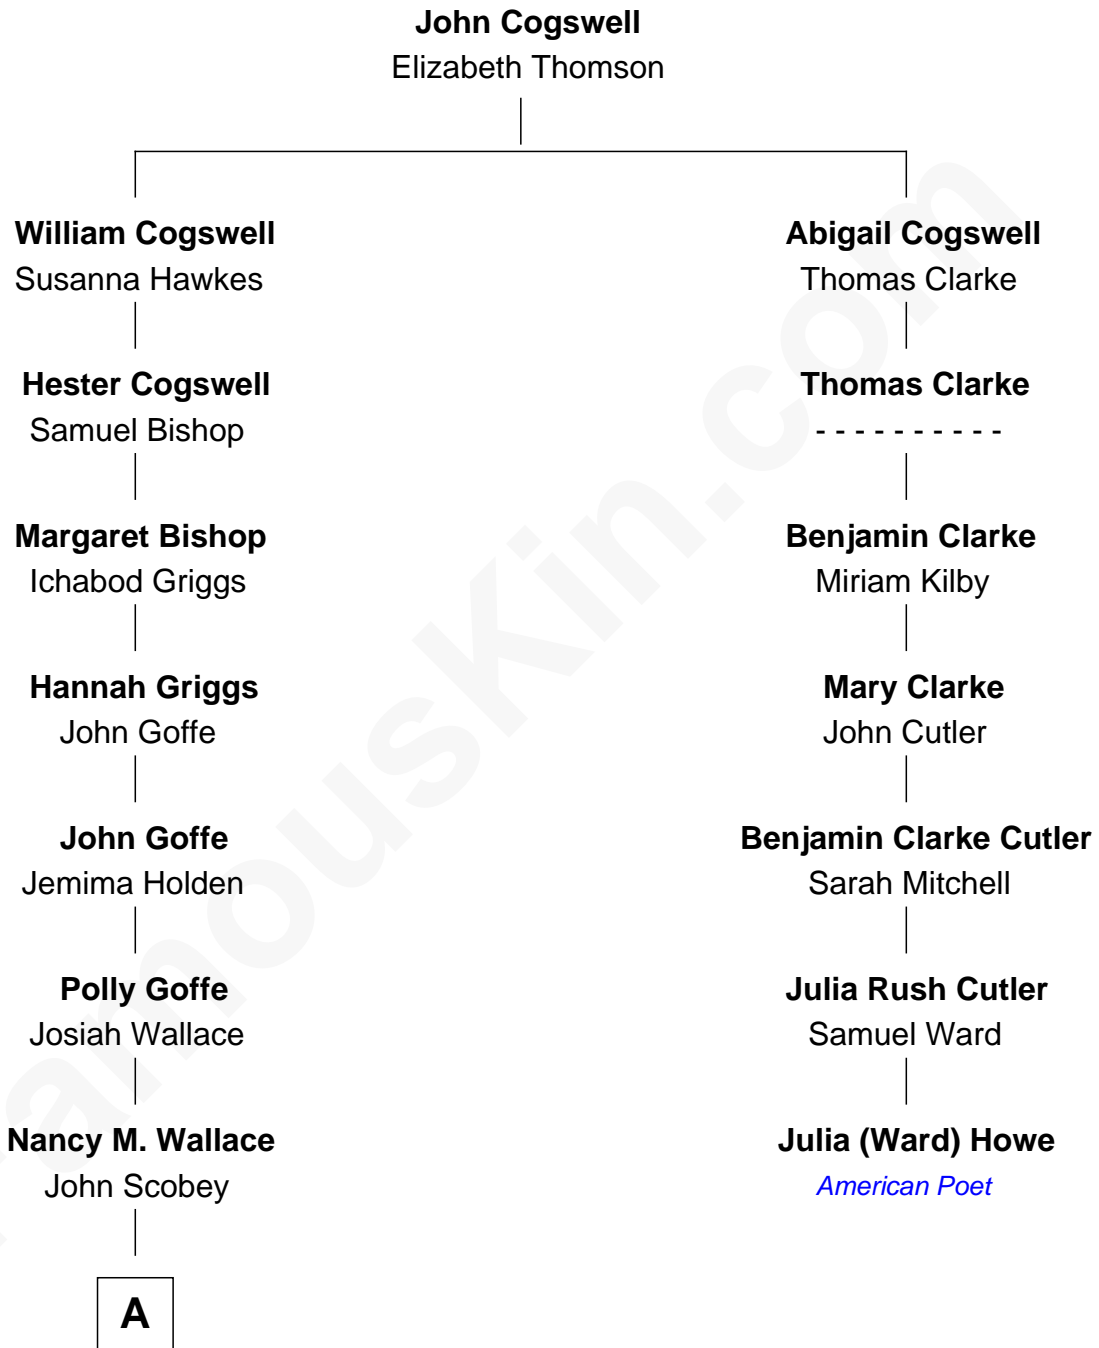 John Cogswell
Elizabeth Thomson
William Cogswell
Susanna Hawkes
Hester Cogswell
Samuel Bishop
Margaret Bishop
Ichabod Griggs
Hannah Griggs
John Goffe
John Goffe
Jemima Holden
Polly Goffe
Josiah Wallace
Nancy M. Wallace
John Scobey
A
Abigail Cogswell
Thomas Clarke
Thomas Clarke
- - - - - - - - - -
Benjamin Clarke
Miriam Kilby
Mary Clarke
John Cutler
Benjamin Clarke Cutler
Sarah Mitchell
Julia Rush Cutler
Samuel Ward
Julia (Ward) Howe
American Poet
FamousKin.com